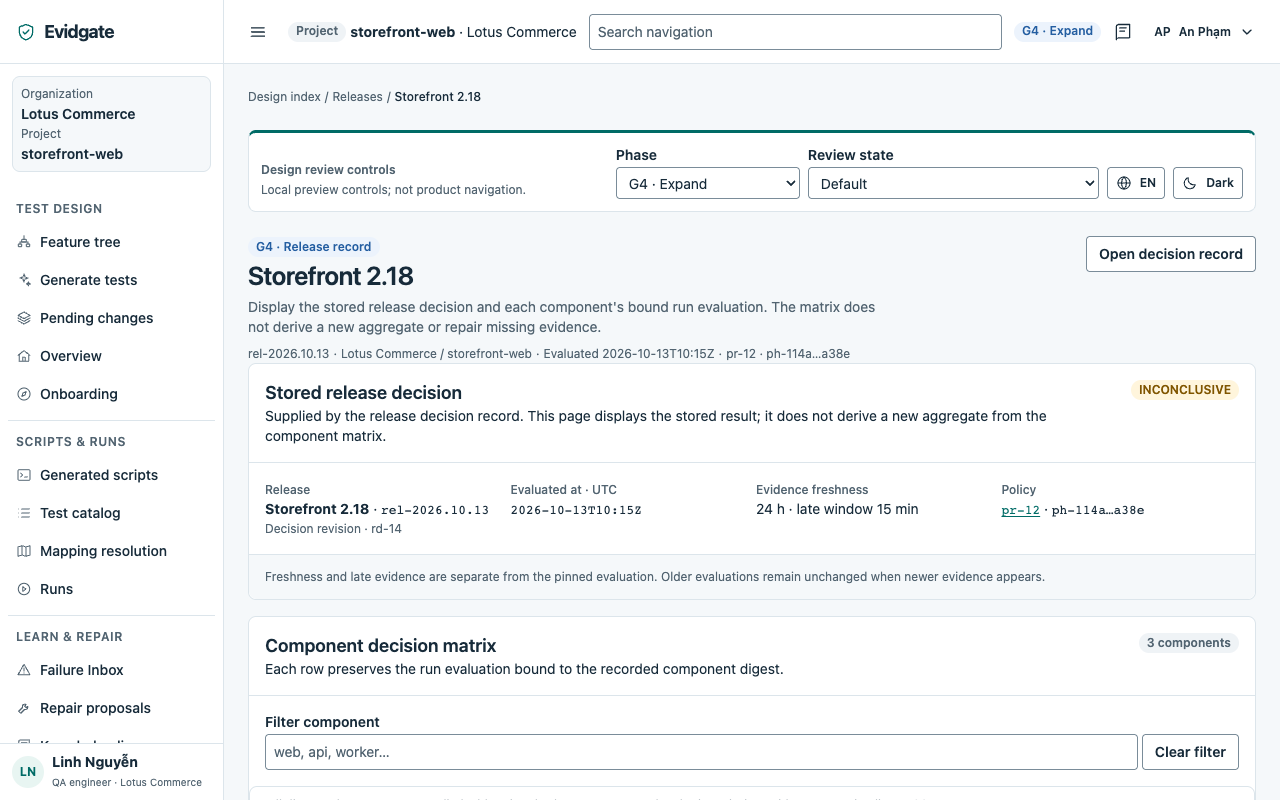 Evidgate
Project storefront-web · Lotus Commerce
Search navigation
G4 · Expand
AP An Phạm
Organization
Lotus Commerce
Project
storefront-web
TEST DESIGN
Feature tree
Generate tests
Pending changes
Overview
Onboarding
SCRIPTS & RUNS
Generated scripts
Test catalog
Mapping resolution
Runs
LEARN & REPAIR
Failure Inbox
Repair proposals
LN
Linh Nguyễn
QA engineer · Lotus Commerce
Design index / Releases / Storefront 2.18
Design review controls
Local preview controls; not product navigation.
Phase
G4 · Expand
Review state
Default
EN
Dark
G4 · Release record
Storefront 2.18
Open decision record
Display the stored release decision and each component's bound run evaluation. The matrix does
not derive a new aggregate or repair missing evidence.
rel-2026.10.13 · Lotus Commerce / storefront-web · Evaluated 2026-10-13T10:15Z · pr-12 · ph-114a…a38e
Stored release decision
INCONCLUSIVE
Supplied by the release decision record. This page displays the stored result; it does not derive a new aggregate from the
component matrix.
Release
Storefront 2.18 · rel-2026.10.13
Decision revision · rd-14
Evaluated at · UTC
2026-10-13T10:15Z
Evidence freshness
24 h · late window 15 min
Policy
pr-12 · ph-114a…a38e
Freshness and late evidence are separate from the pinned evaluation. Older evaluations remain unchanged when newer evidence appears.
Component decision matrix
3 components
Each row preserves the run evaluation bound to the recorded component digest.
Filter component
web, api, worker…
Clear filter